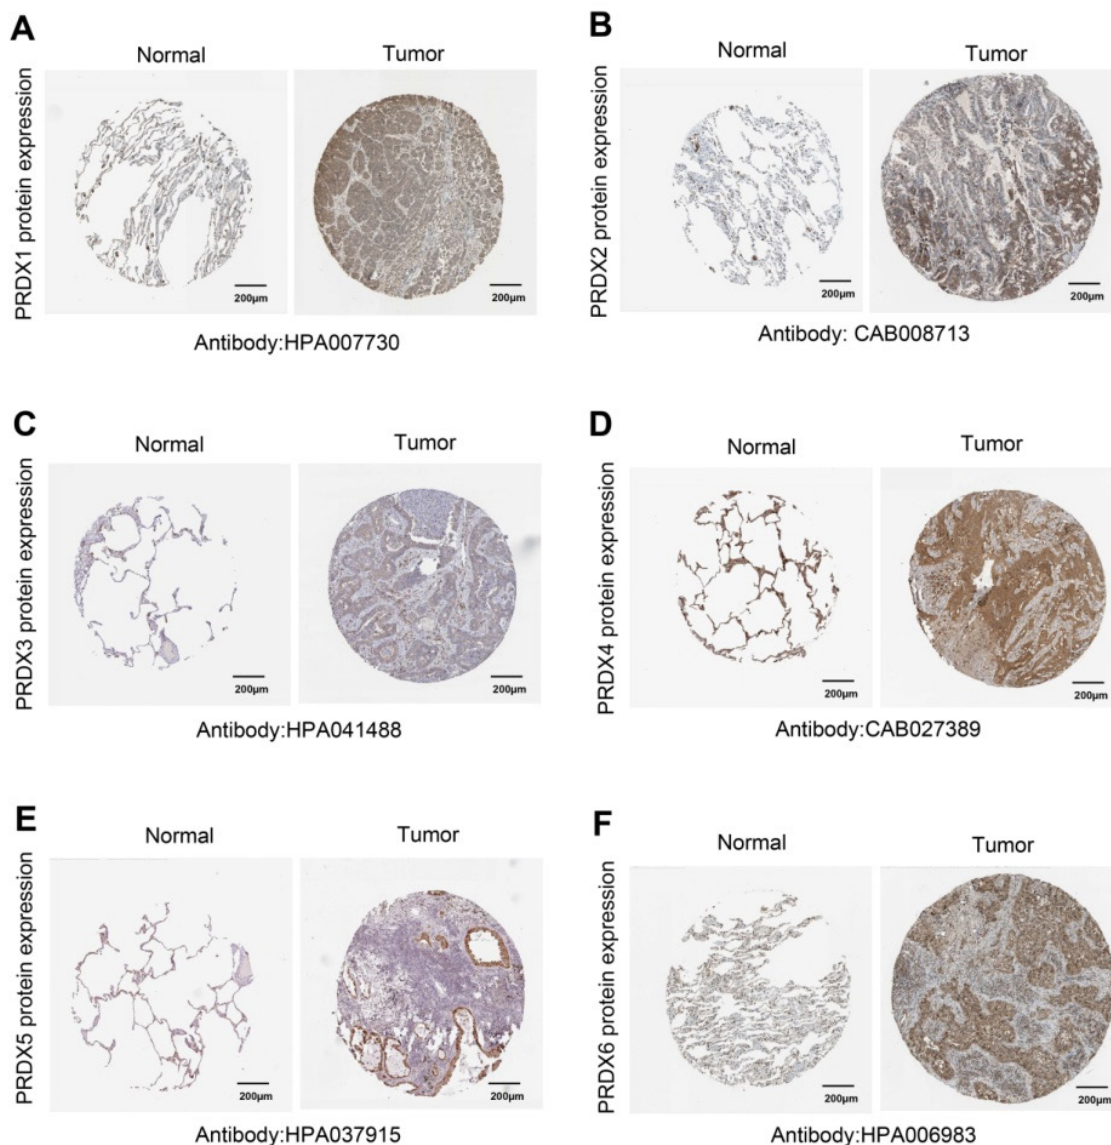 A
Normal
Tumor
PRDX1 protein expression
200µm
200µm
Antibody:HPA007730
B
Normal
Tumor
PRDX2 protein expression
200µm
200µm
Antibody: CAB008713
C
Normal
Tumor
PRDX3 protein expression
200µm
200µm
Antibody:HPA041488
D
Normal
Tumor
PRDX4 protein expression
200µm
200µm
Antibody:CAB027389
E
Normal
Tumor
PRDX5 protein expression
200µm
200µm
Antibody:HPA037915
F
Normal
Tumor
PRDX6 protein expression
200µm
200µm
Antibody:HPA006983